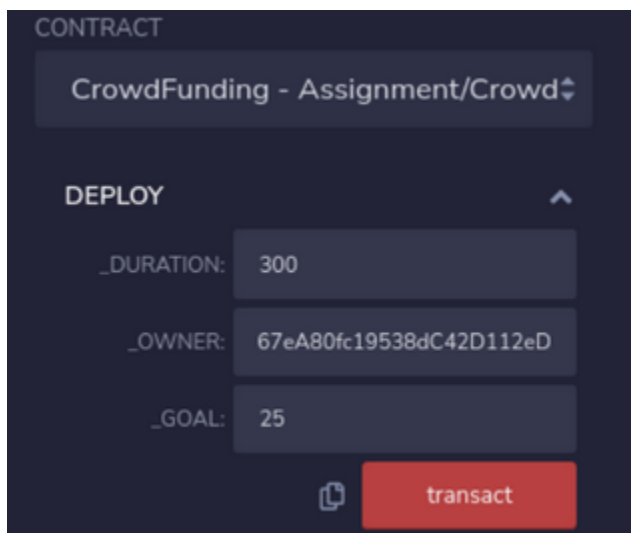 CONTRACT
CrowdFunding - Assignment/Crowd
DEPLOY
_DURATION: 300
_OWNER: 67eA80fc19538dC42D112eD
_GOAL: 25
transact